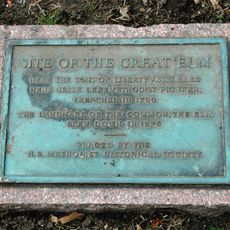 SITE OF THE GREAT ELM
HERE THE SONS OF LIBERTY ASSEMBLED
HERE JESSE LEE, METHODIST PIONEER,
PREACHED IN 1790
THE LANDMARK OF THE COMMON, THE ELM
BLEW DOWN IN 1876
PLACED BY THE
N.E. METHODIST HISTORICAL SOCIETY